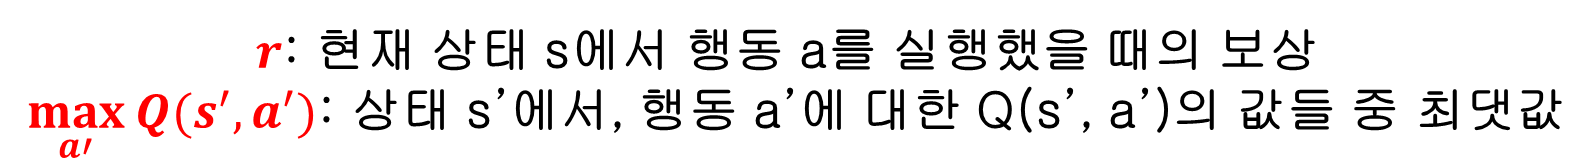 r: 현재 상태 s에서 행동 a를 실행했을 때의 보상
max Q(s′, a′): 상태 s’에서, 행동 a’에 대한 Q(s’, a’)의 값들 중 최댓값
a′